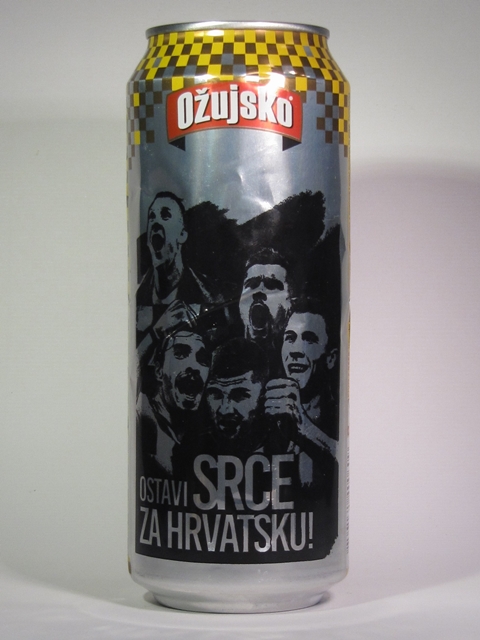 Ožujsko
OSTAVI SRCE
ZA HRVATSKU!